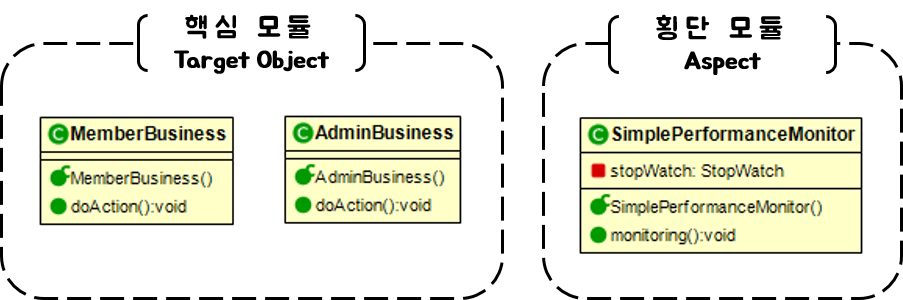 핵심 모듈
Target Object
횡단 모듈
Aspect
C MemberBusiness
MemberBusiness()
doAction():void
C AdminBusiness
AdminBusiness()
doAction():void
C SimplePerformanceMonitor
stopWatch: StopWatch
SimplePerformanceMonitor()
monitoring():void